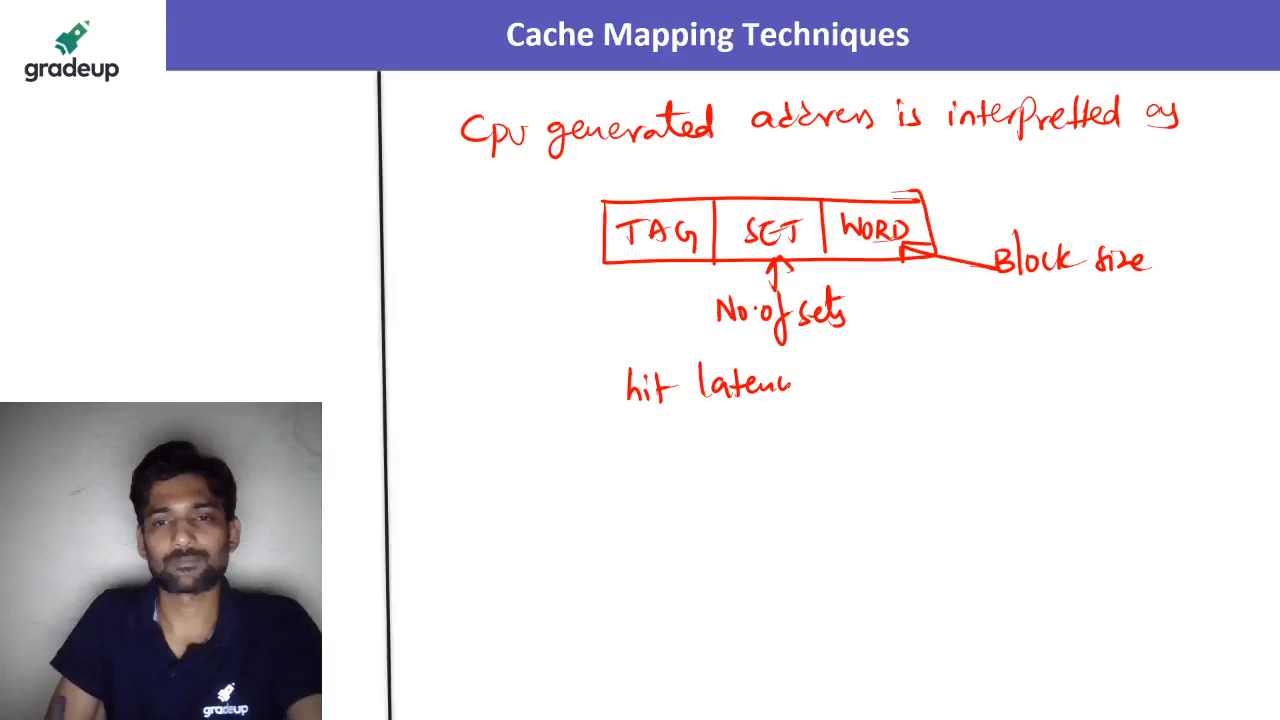 gradeup
Cache Mapping Techniques
Cpu generated address is interpretted as
TAG SET WORD
Block size
No. of sets
hit latenc
gradeup